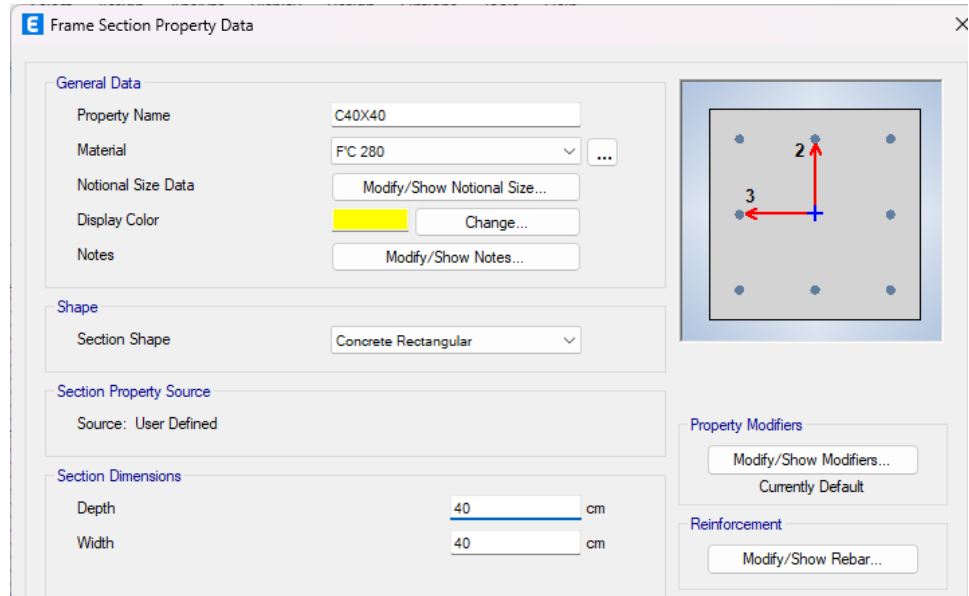 E Frame Section Property Data
General Data
Property Name C40X40
Material F'C 280 ...
Notional Size Data Modify/Show Notional Size...
Display Color Change...
Notes Modify/Show Notes...
2
3
Shape
Section Shape Concrete Rectangular
Section Property Source
Source: User Defined
Section Dimensions
Depth 40 cm
Width 40 cm
Property Modifiers
Modify/Show Modifiers...
Currently Default
Reinforcement
Modify/Show Rebar...